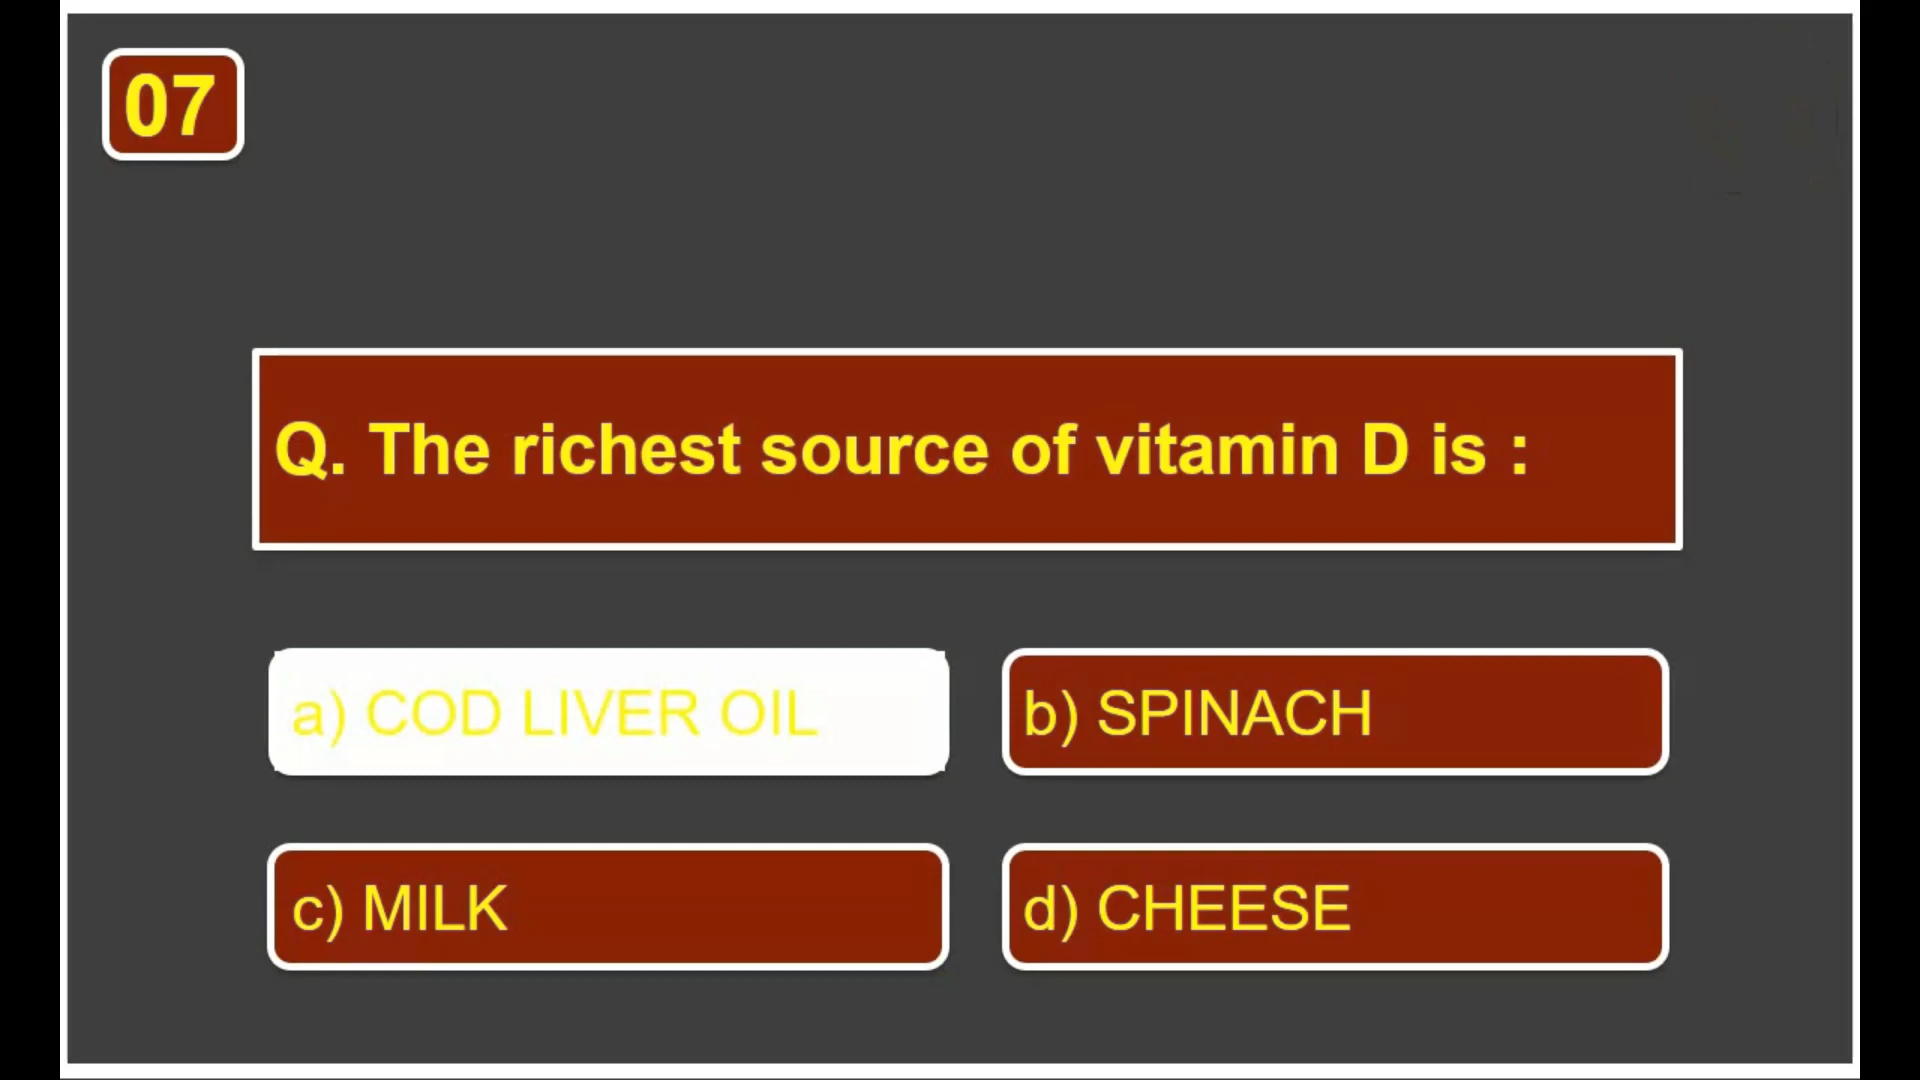 07
Q. The richest source of vitamin D is :
a) COD LIVER OIL
b) SPINACH
c) MILK
d) CHEESE